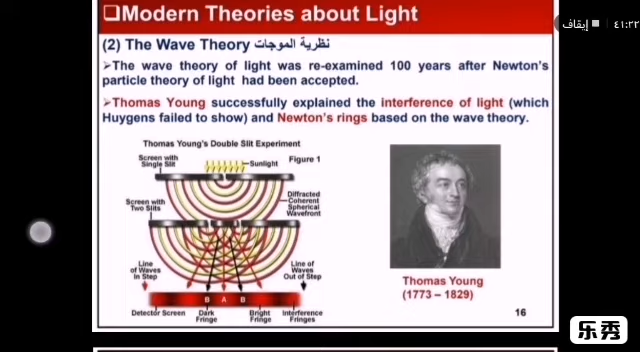 ❑Modern Theories about Light
إيقاف ٤١:٢٢
(2) The Wave Theory نظرية الموجات
➢The wave theory of light was re-examined 100 years after Newton's
particle theory of light had been accepted.
➢Thomas Young successfully explained the interference of light (which
Huygens failed to show) and Newton's rings based on the wave theory.
Thomas Young's Double Slit Experiment
Screen with
Single Slit
Sunlight
Figure 1
Screen with
Two Slits
Diffracted
Coherent
Spherical
Wavefront
Line
of Waves
In Step
Line of
Waves
Out of Step
B A B
Detector Screen
Dark
Fringe
Bright
Fringe
Interference
Fringes
Thomas Young
(1773 – 1829)
16
乐秀